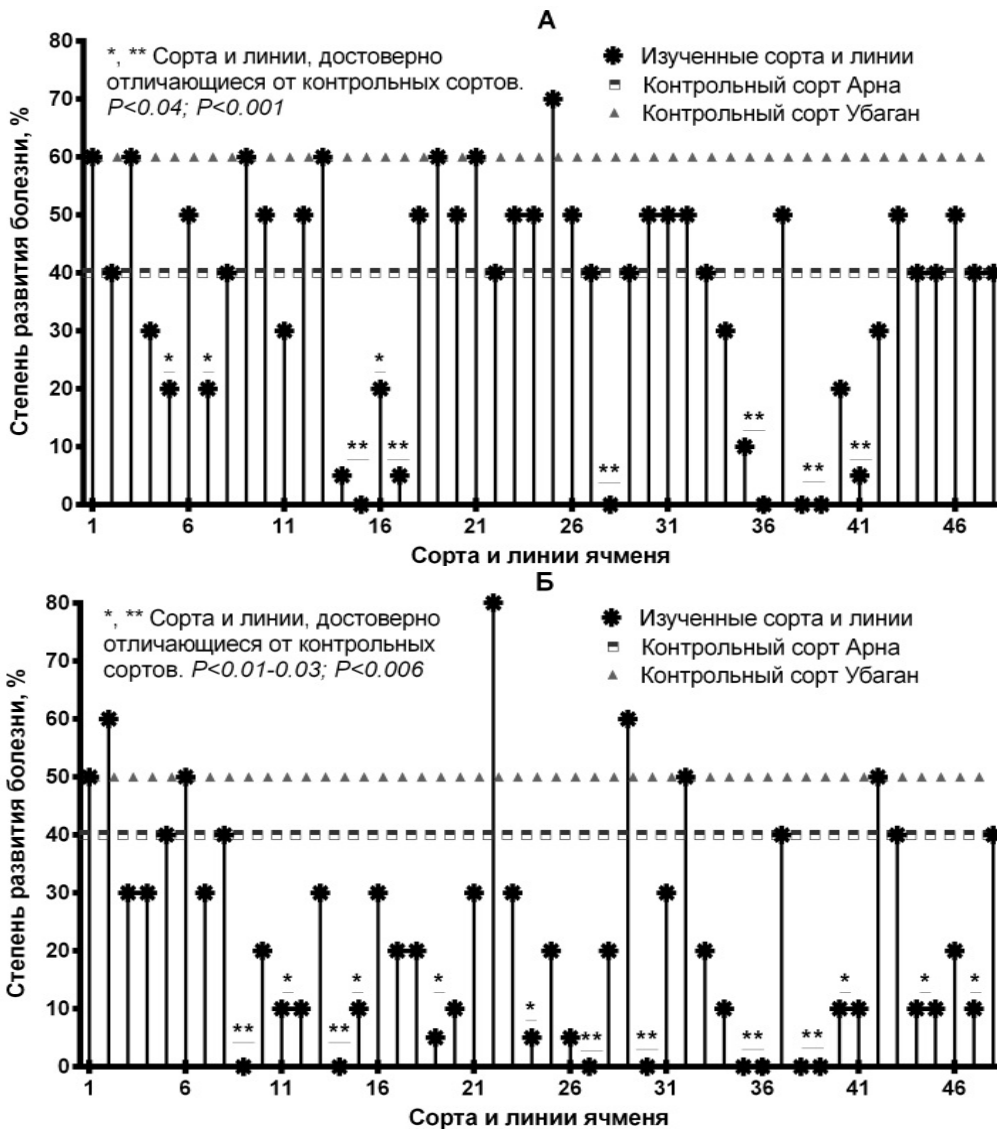 А
*, ** Сорта и линии, достоверно
отличающиеся от контрольных сортов.
P<0.04; P<0.001
Изученные сорта и линии
Контрольный сорт Арна
Контрольный сорт Убаган
Степень развития болезни, %
80
70
60
50
40
30
20
10
0
* * ** * ** ** ** ** **
1 6 11 16 21 26 31 36 41 46
Сорта и линии ячменя
Б
*, ** Сорта и линии, достоверно
отличающиеся от контрольных
сортов. P<0.01-0.03; P<0.006
Изученные сорта и линии
Контрольный сорт Арна
Контрольный сорт Убаган
Степень развития болезни, %
80
70
60
50
40
30
20
10
0
** * ** * * * ** ** ** ** * * *
1 6 11 16 21 26 31 36 41 46
Сорта и линии ячменя